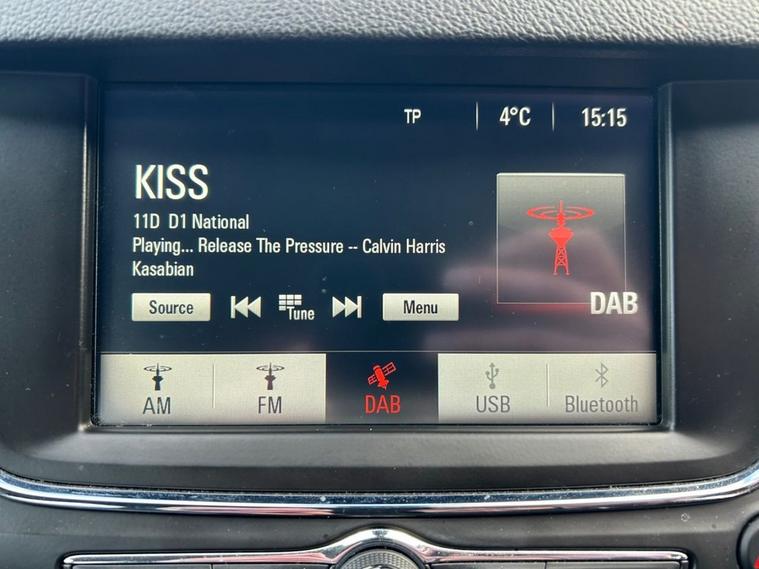 TP 4°C 15:15
KISS
11D D1 National
Playing... Release The Pressure -- Calvin Harris
Kasabian
Source Tune Menu
DAB
AM FM DAB USB Bluetooth